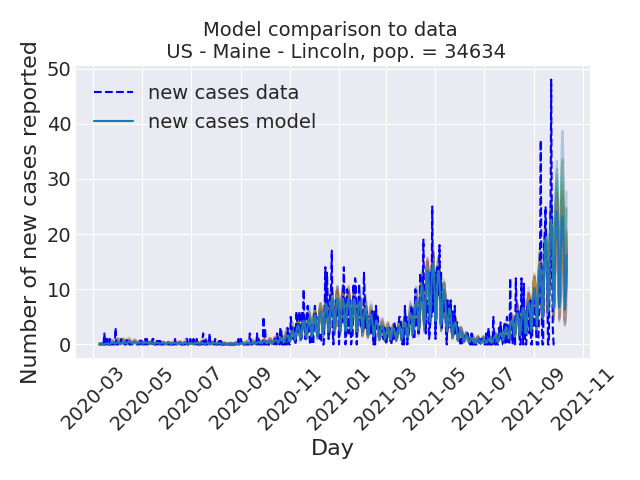 Model comparison to data
US - Maine - Lincoln, pop. = 34634
Number of new cases reported
50
40
30
20
10
0
new cases data
new cases model
2020-03
2020-05
2020-07
2020-09
2020-11
2021-01
2021-03
2021-05
2021-07
2021-09
2021-11
Day